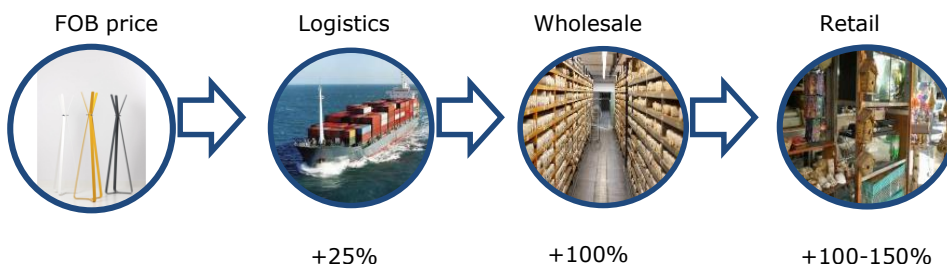 FOB price
Logistics
Wholesale
Retail
+25%
+100%
+100-150%